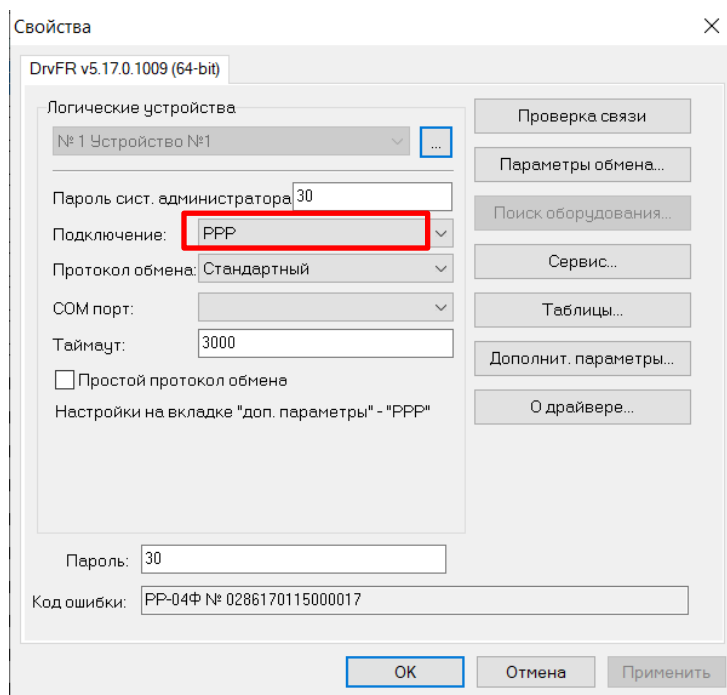 Свойства
DrvFR v5.17.0.1009 (64-bit)
Логические устройства
№ 1 Устройство №1
...
Пароль сист. администратора 30
Подключение: PPP
Протокол обмена: Стандартный
COM порт:
Таймаут: 3000
Простой протокол обмена
Настройки на вкладке "доп. параметры" - "PPP"
Проверка связи
Параметры обмена...
Поиск оборудования...
Сервис...
Таблицы...
Дополнит. параметры...
О драйвере...
Пароль: 30
Код ошибки: РР-04Ф № 0286170115000017
OK
Отмена
Применить